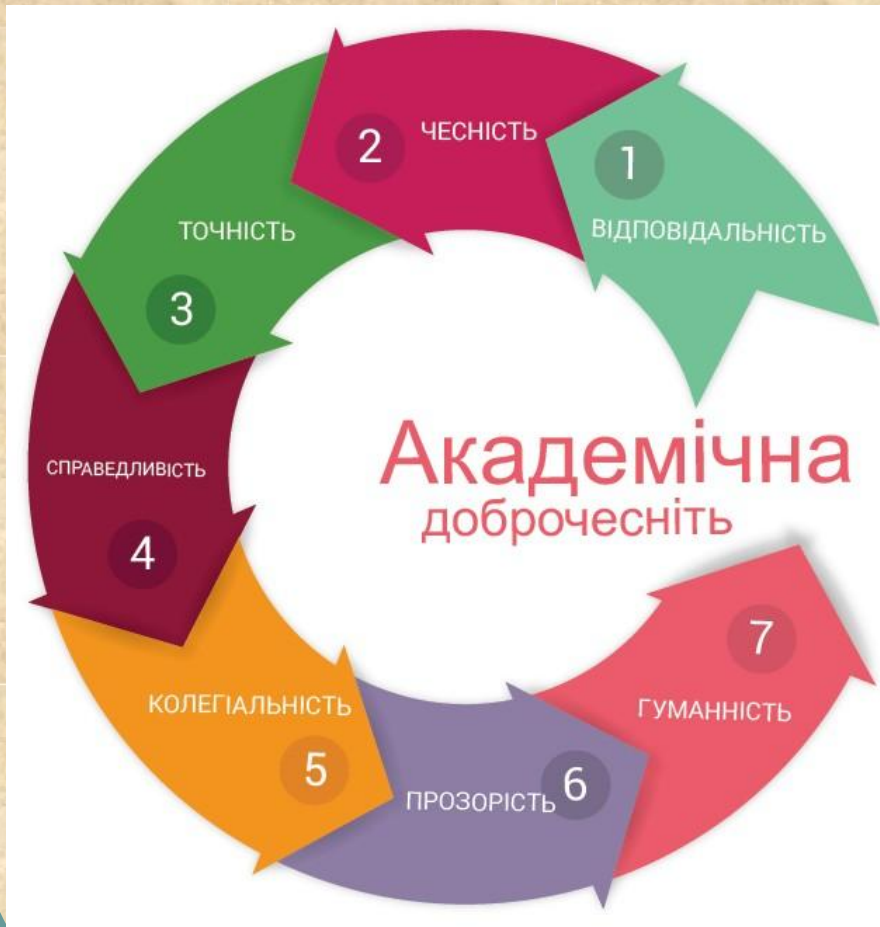 1
ВІДПОВІДАЛЬНІСТЬ
2 ЧЕСНІСТЬ
ТОЧНІСТЬ
3
СПРАВЕДЛИВІСТЬ
4
КОЛЕГІАЛЬНІСТЬ
5
ПРОЗОРІСТЬ 6
7
ГУМАННІСТЬ
Академічна
доброчесніть